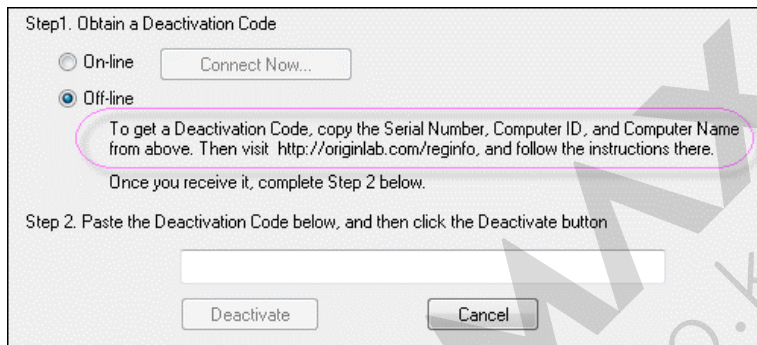 Step1. Obtain a Deactivation Code
On-line Connect Now...
Off-line
To get a Deactivation Code, copy the Serial Number, Computer ID, and Computer Name
from above. Then visit http://originlab.com/reginfo, and follow the instructions there.
Once you receive it, complete Step 2 below.
Step 2. Paste the Deactivation Code below, and then click the Deactivate button
Deactivate Cancel